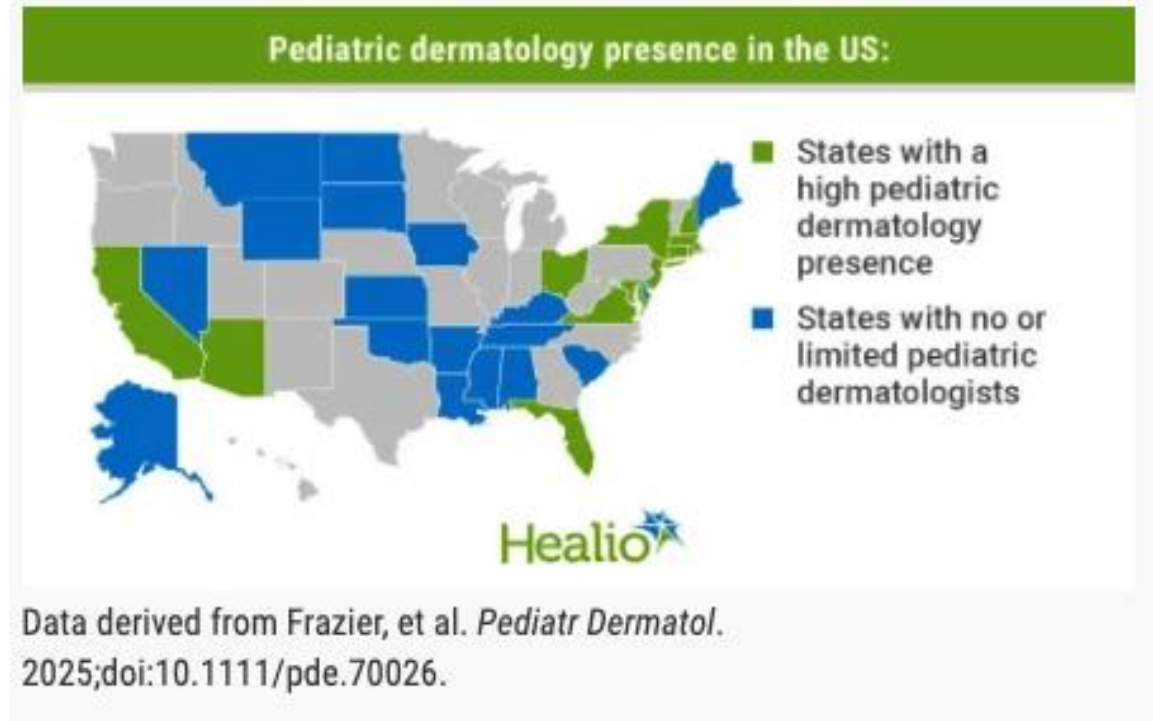 Pediatric dermatology presence in the US:
States with a
high pediatric
dermatology
presence
States with no or
limited pediatric
dermatologists
Healio
Data derived from Frazier, et al. Pediatr Dermatol.
2025;doi:10.1111/pde.70026.